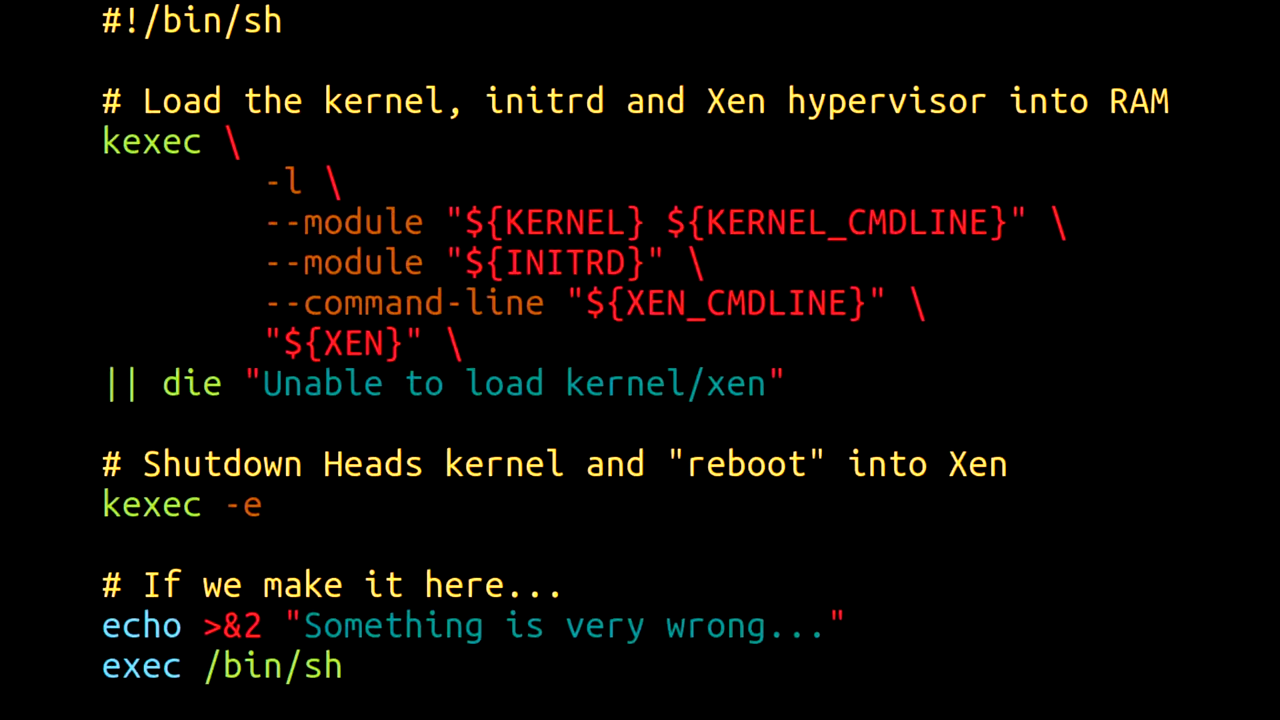 #!/bin/sh
# Load the kernel, initrd and Xen hypervisor into RAM
kexec \
-l \
--module "${KERNEL} ${KERNEL_CMDLINE}" \
--module "${INITRD}" \
--command-line "${XEN_CMDLINE}" \
"${XEN}" \
|| die "Unable to load kernel/xen"
# Shutdown Heads kernel and "reboot" into Xen
kexec -e
# If we make it here...
echo >&2 "Something is very wrong..."
exec /bin/sh